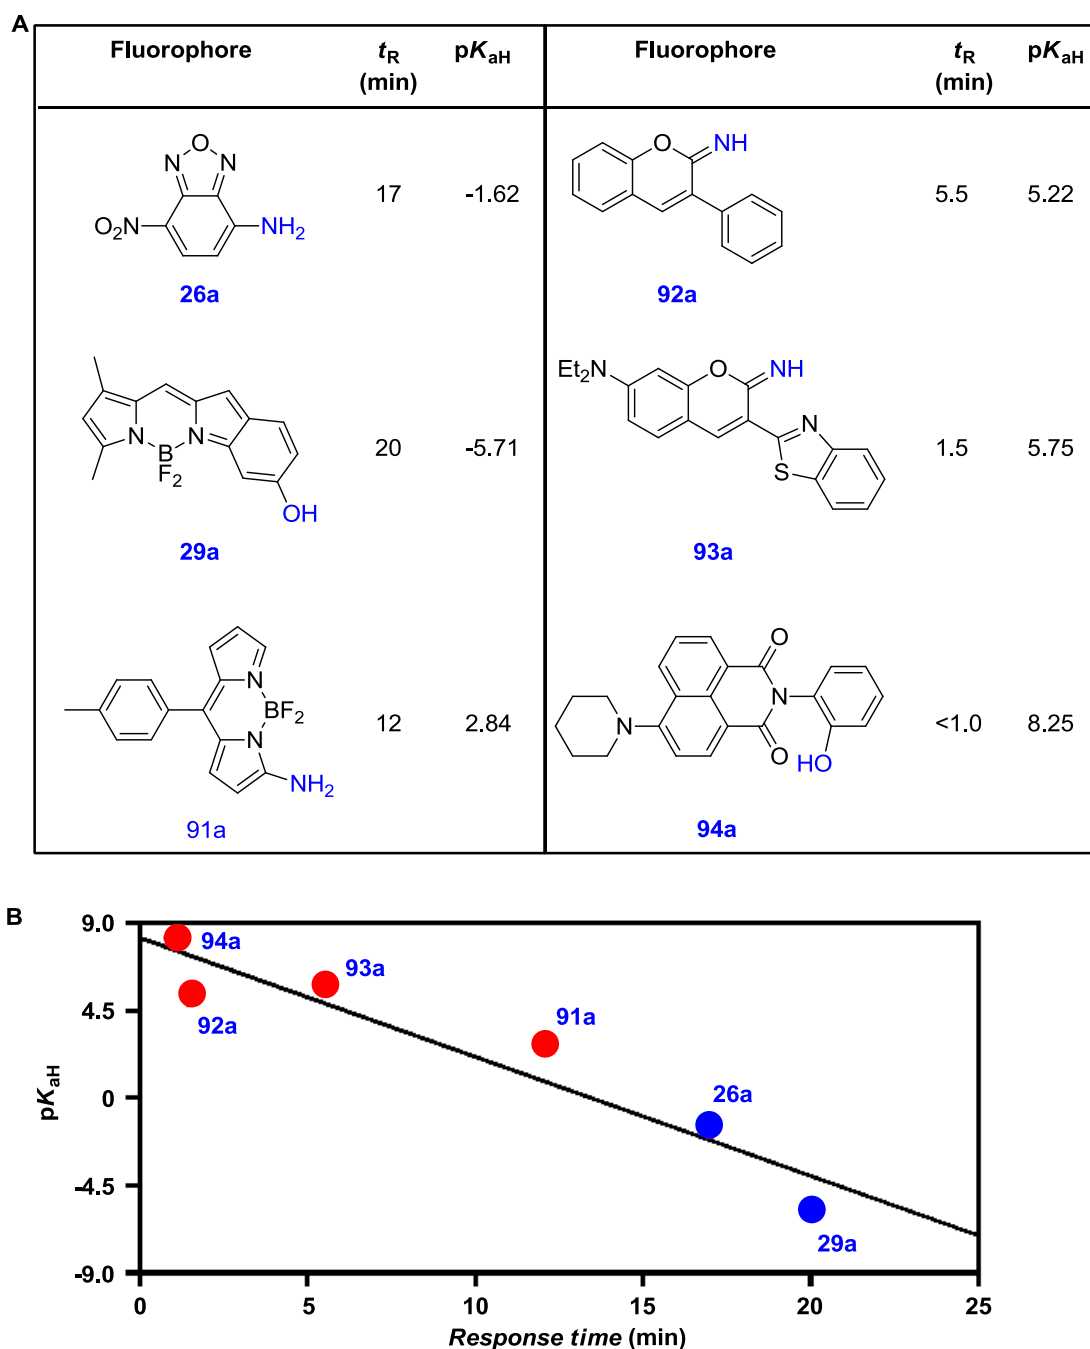 A
Fluorophore tR (min) pKaH Fluorophore tR (min) pKaH
O
N N
O2N NH2
17 -1.62
26a
O NH
5.5 5.22
92a
N N
B
F2
OH
20 -5.71
29a
Et2N O NH
N
S
1.5 5.75
93a
N
BF2
N
NH2
12 2.84
91a
O
N N
O
HO
<1.0 8.25
94a
B
pKaH
9.0
4.5
0
-4.5
-9.0
94a
93a
92a
91a
26a
29a
0 5 10 15 20 25
Response time (min)